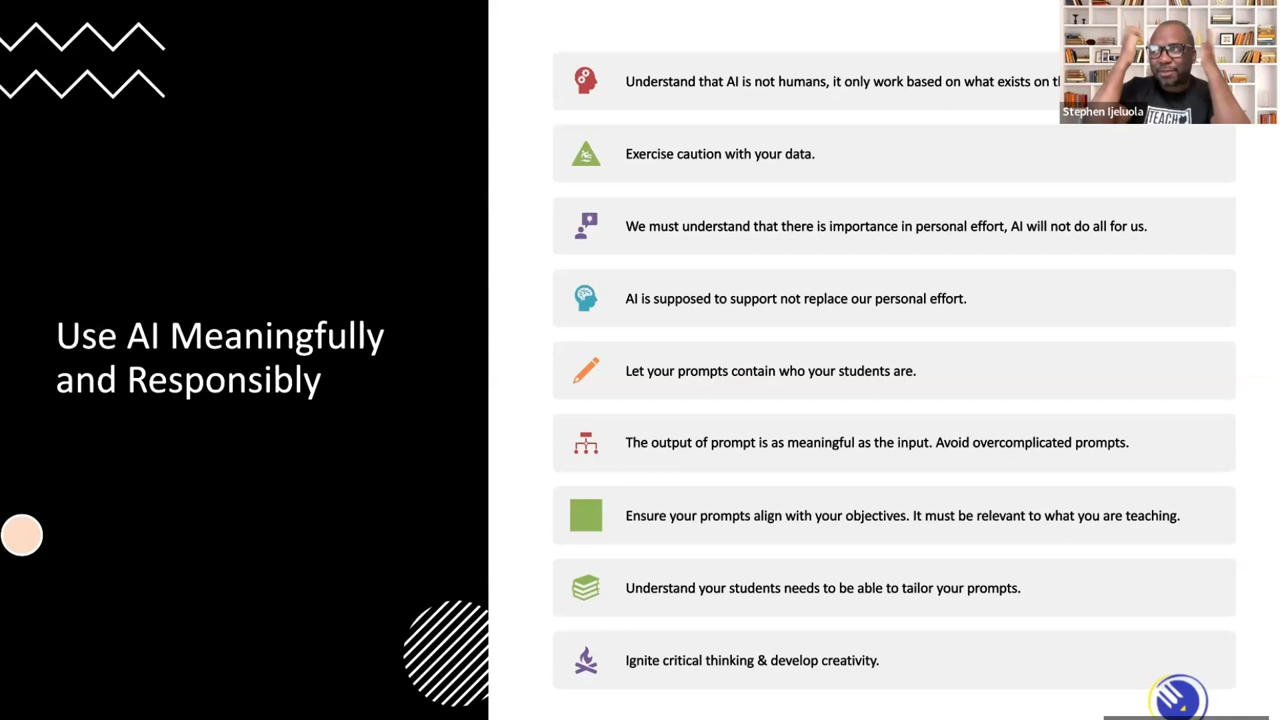 Use AI Meaningfully
and Responsibly
Understand that AI is not humans, it only work based on what exists on
Stephen Ijeluola
TEACH
Exercise caution with your data.
We must understand that there is importance in personal effort, AI will not do all for us.
AI is supposed to support not replace our personal effort.
Let your prompts contain who your students are.
The output of prompt is as meaningful as the input. Avoid overcomplicated prompts.
Ensure your prompts align with your objectives. It must be relevant to what you are teaching.
Understand your students needs to be able to tailor your prompts.
Ignite critical thinking & develop creativity.